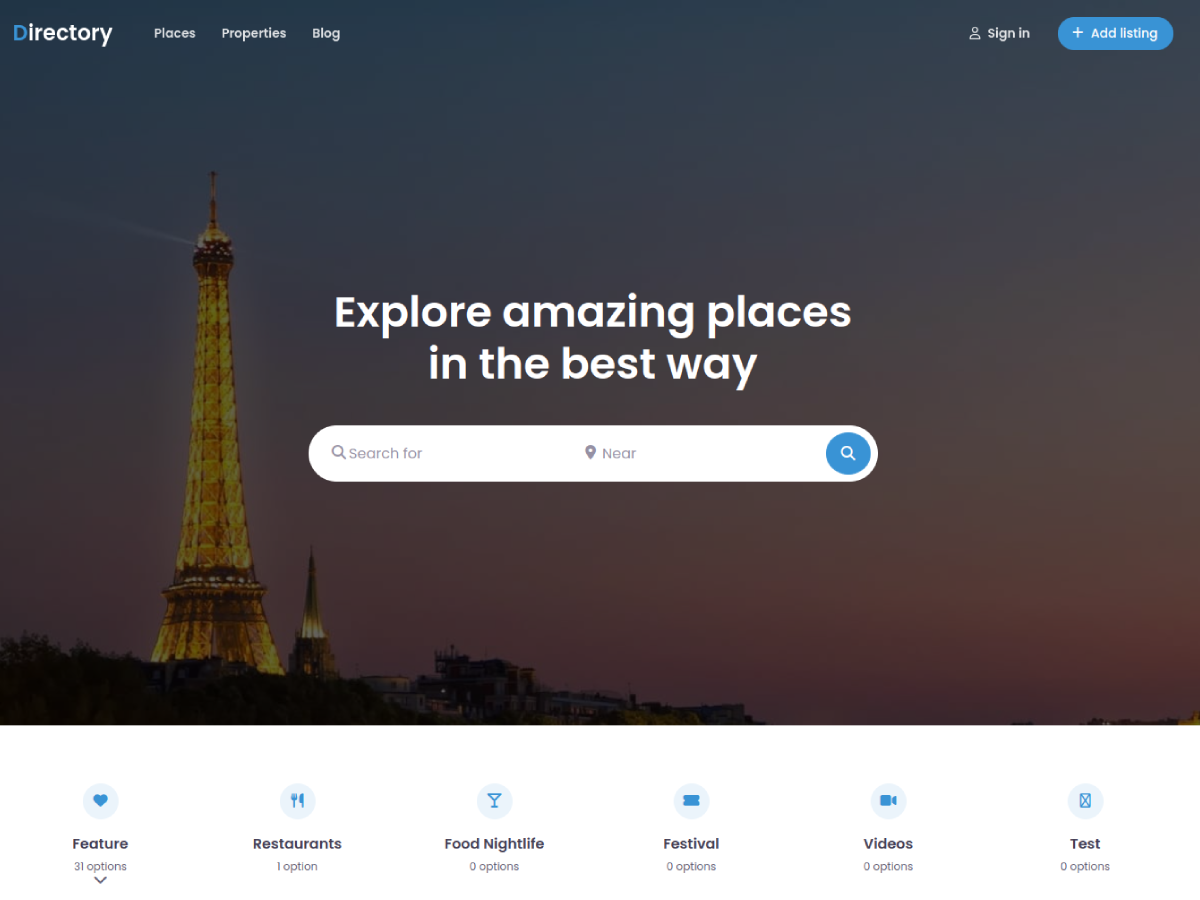 Directory
Places
Properties
Blog
Sign in
Add listing
Explore amazing places
in the best way
Search for
Near
Feature
31 options
Restaurants
1 option
Food Nightlife
0 options
Festival
0 options
Videos
0 options
Test
0 options